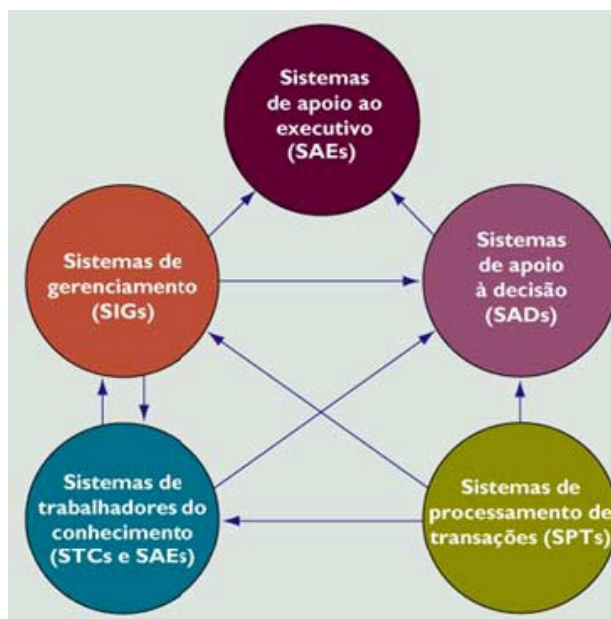 Sistemas
de apoio ao
executivo
(SAEs)
Sistemas de
gerenciamento
(SIGs)
Sistemas
de apoio
à decisão
(SADs)
Sistemas de
trabalhadores do
conhecimento
(STCs e SAEs)
Sistemas de
processamento de
transações (SPTs)